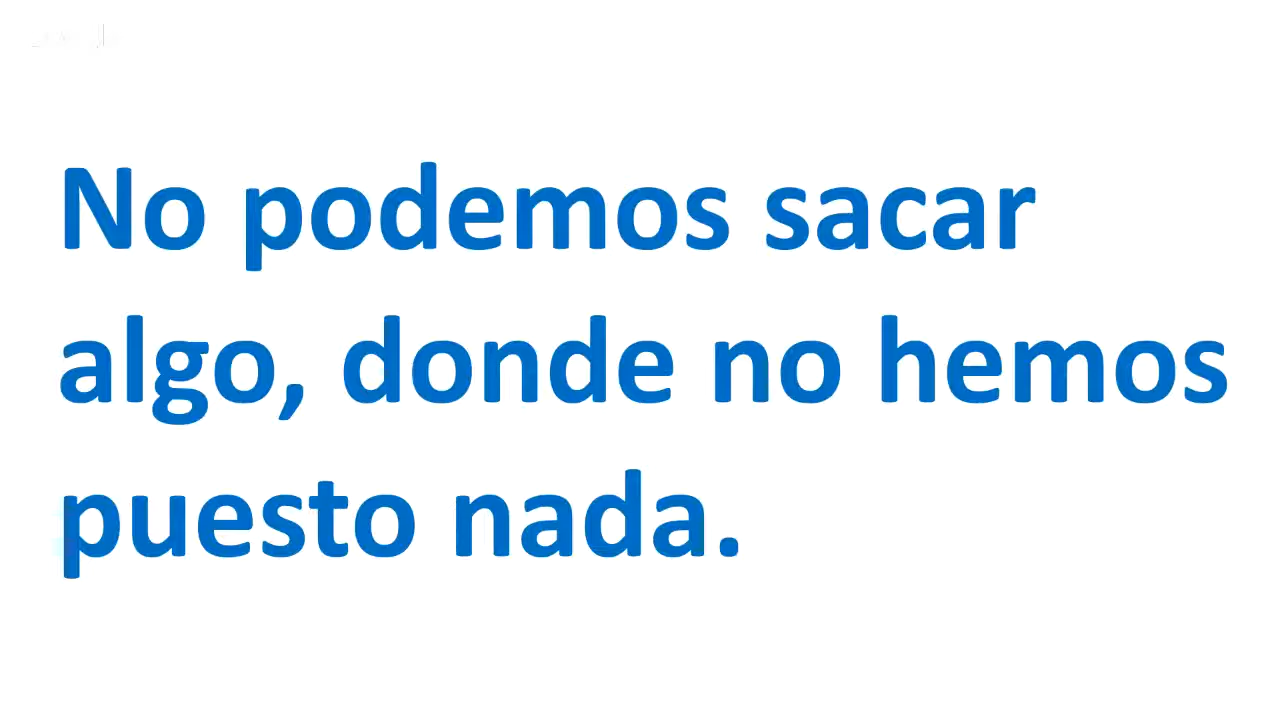 No podemos sacar
algo, donde no hemos
puesto nada.